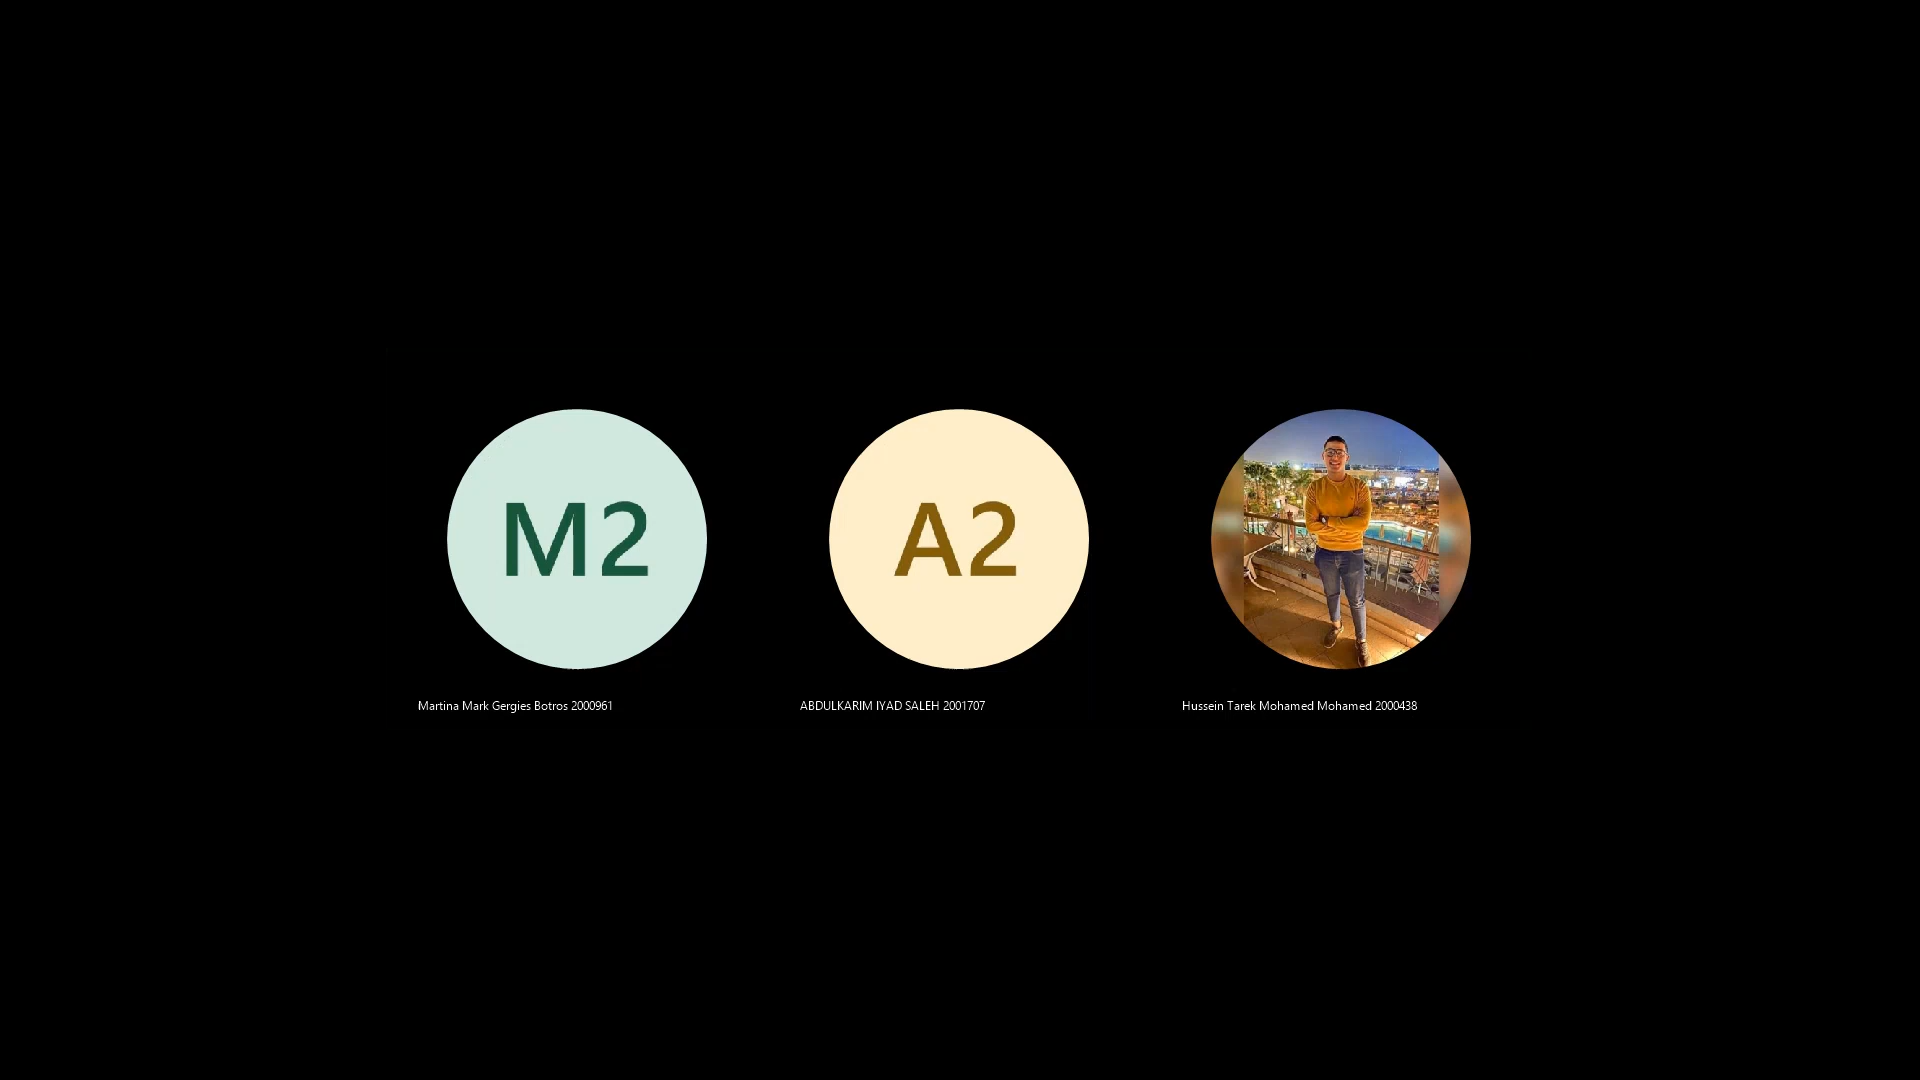 M2
A2
Martina Mark Gergies Botros 2000961
ABDULKARIM IYAD SALEH 2001707
Hussein Tarek Mohamed Mohamed 2000438